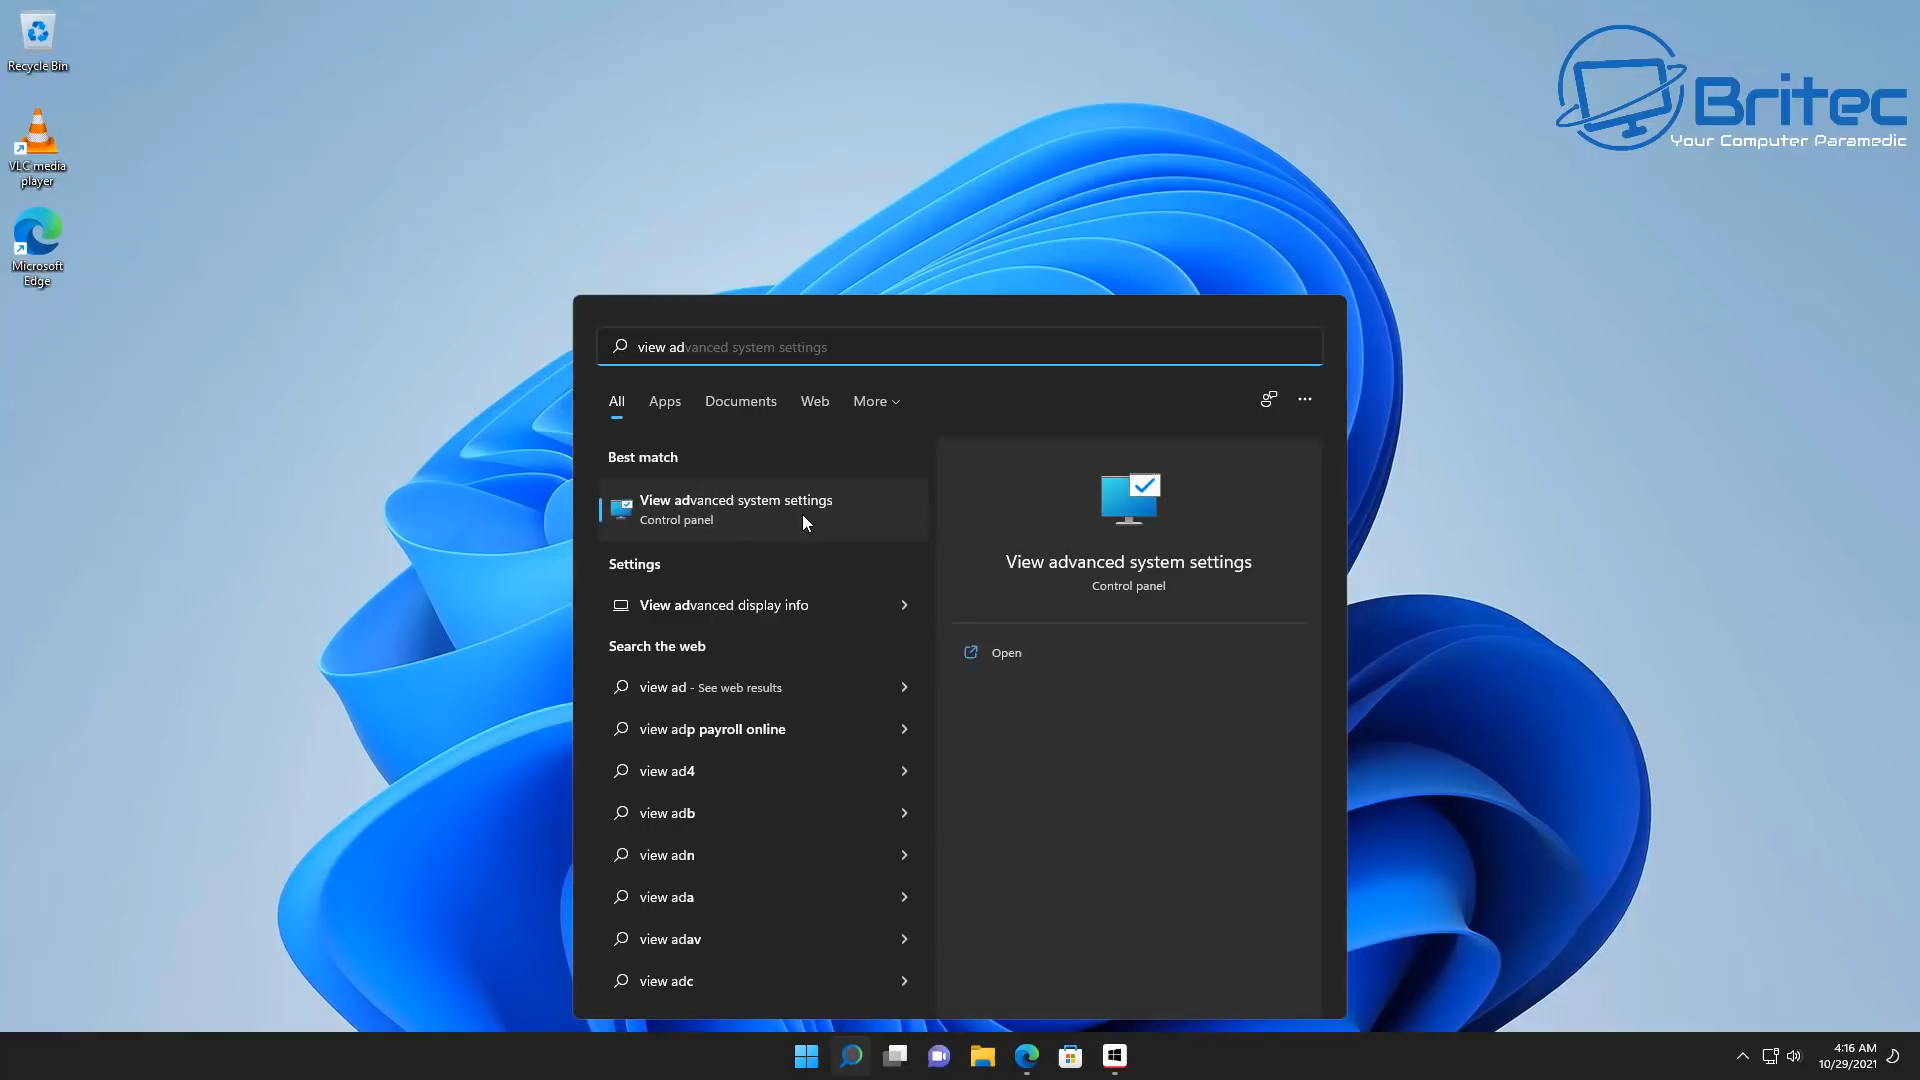 Recycle Bin
VLC media
player
Microsoft
Edge
Britec
Your Computer Paramedic
view advanced system settings
All Apps Documents Web More
Best match
View advanced system settings
Control panel
Settings
View advanced display info
Search the web
view ad - See web results
view adp payroll online
view ad4
view adb
view adn
view ada
view adav
view adc
View advanced system settings
Control panel
Open
4:16 AM
10/29/2021